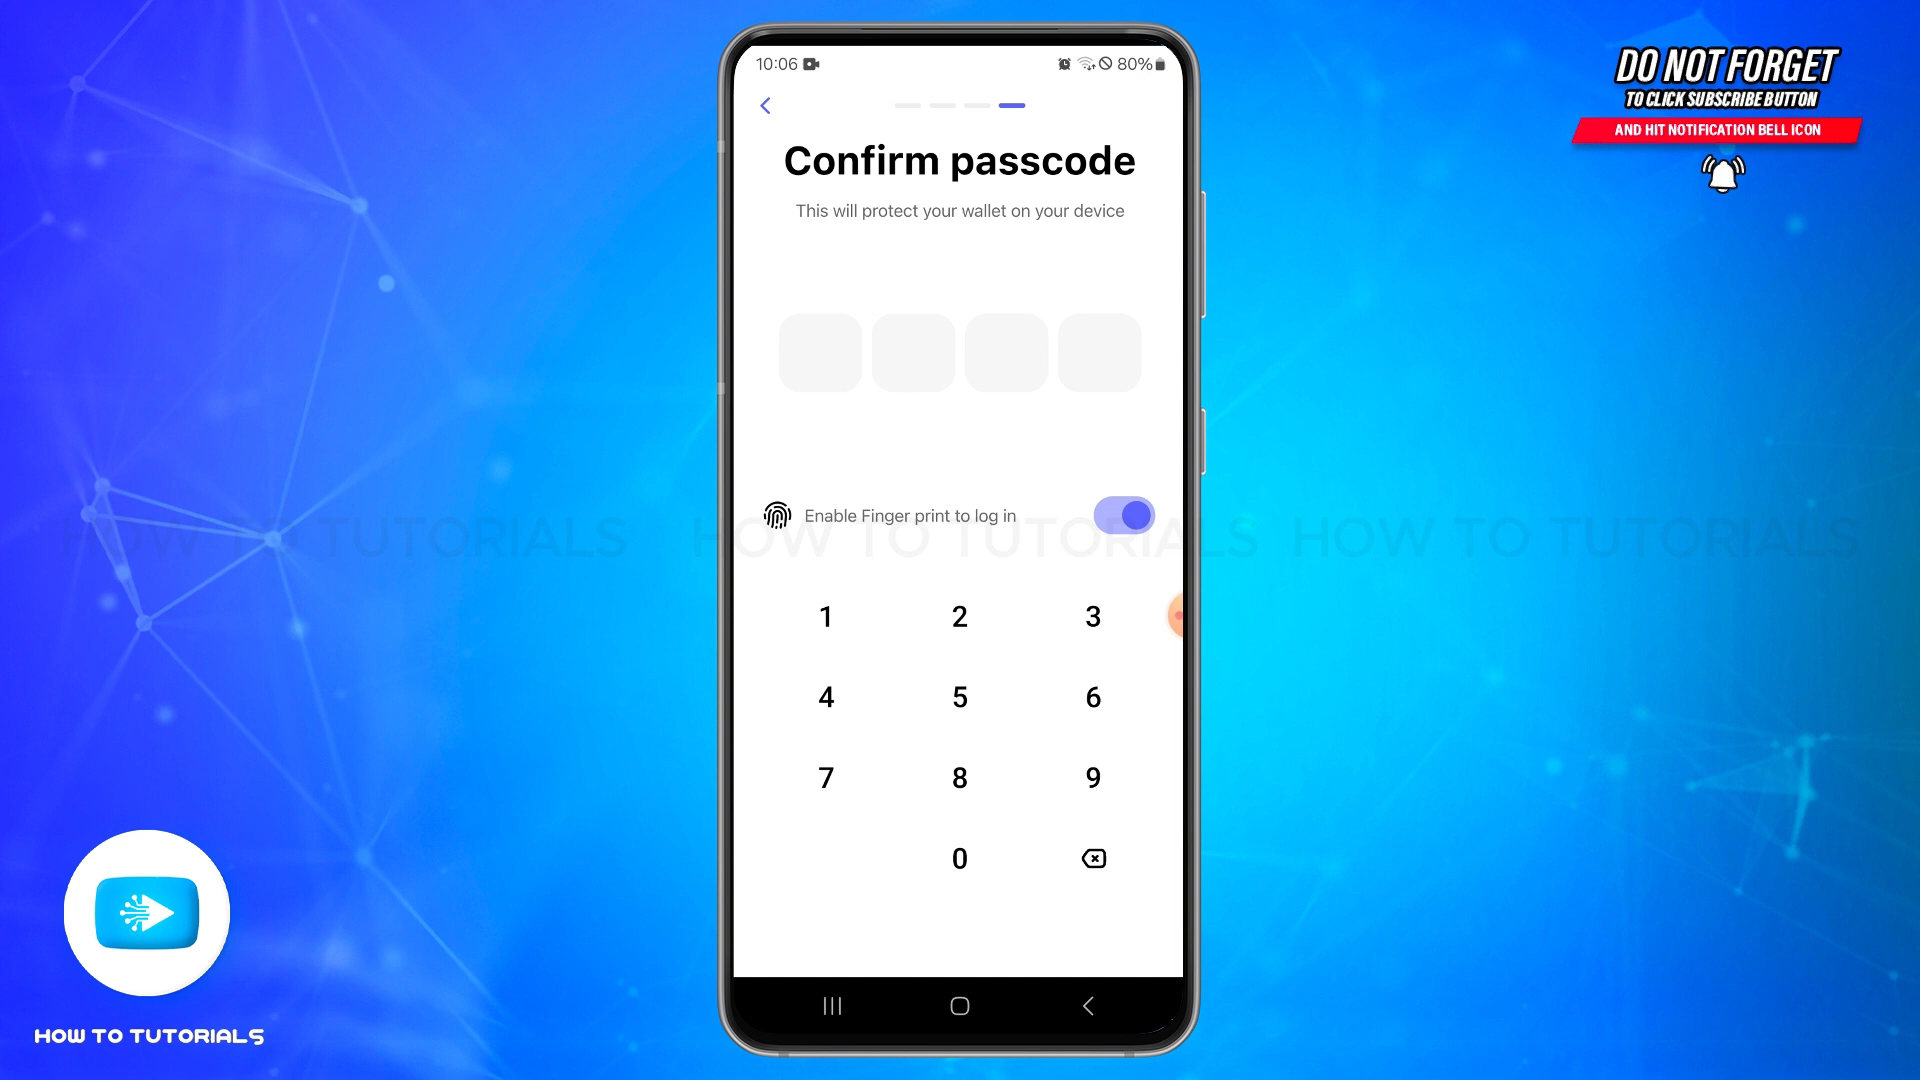 10:06
80%
Confirm passcode
This will protect your wallet on your device
Enable Finger print to log in
1 2 3
4 5 6
7 8 9
0
DO NOT FORGET
TO CLICK SUBSCRIBE BUTTON
AND HIT NOTIFICATION BELL ICON
HOW TO TUTORIALS HOW TO TUTORIALS HOW TO TUTORIALS
HOW TO TUTORIALS